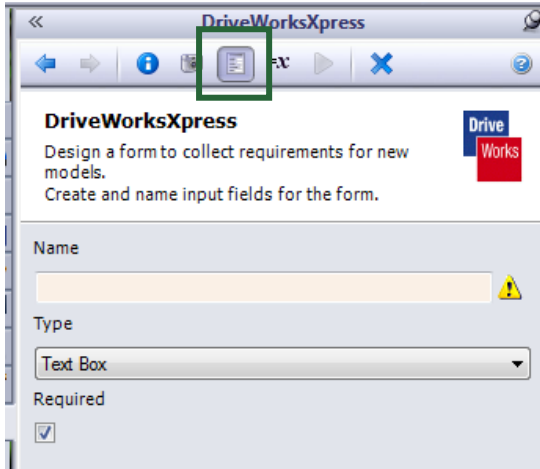 DriveWorksXpress
=x
DriveWorksXpress
Drive
Works
Design a form to collect requirements for new
models.
Create and name input fields for the form.
Name
Type
Text Box
Required